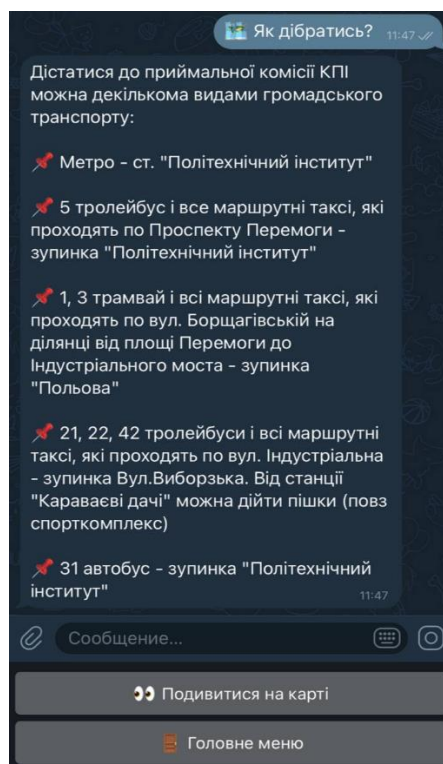 🗺️ Як дібратись? 11:47
Дістатися до приймальної комісії КПІ
можна декількома видами громадського
транспорту:
📌 Метро - ст. "Політехнічний інститут"
📌 5 тролейбус і все маршрутні таксі, які
проходять по Проспекту Перемоги -
зупинка "Політехнічний інститут"
📌 1, 3 трамвай і всі маршрутні таксі, які
проходять по вул. Борщагівській на
ділянці від площі Перемоги до
Індустріального моста - зупинка
"Польова"
📌 21, 22, 42 тролейбуси і всі маршрутні
таксі, які проходять по вул. Індустріальна
- зупинка Вул.Виборзька. Від станції
"Караваєві дачі" можна дійти пішки (повз
спорткомплекс)
📌 31 автобус - зупинка "Політехнічний
інститут"
11:47
Сообщение...
👀 Подивитися на карті
🚪 Головне меню